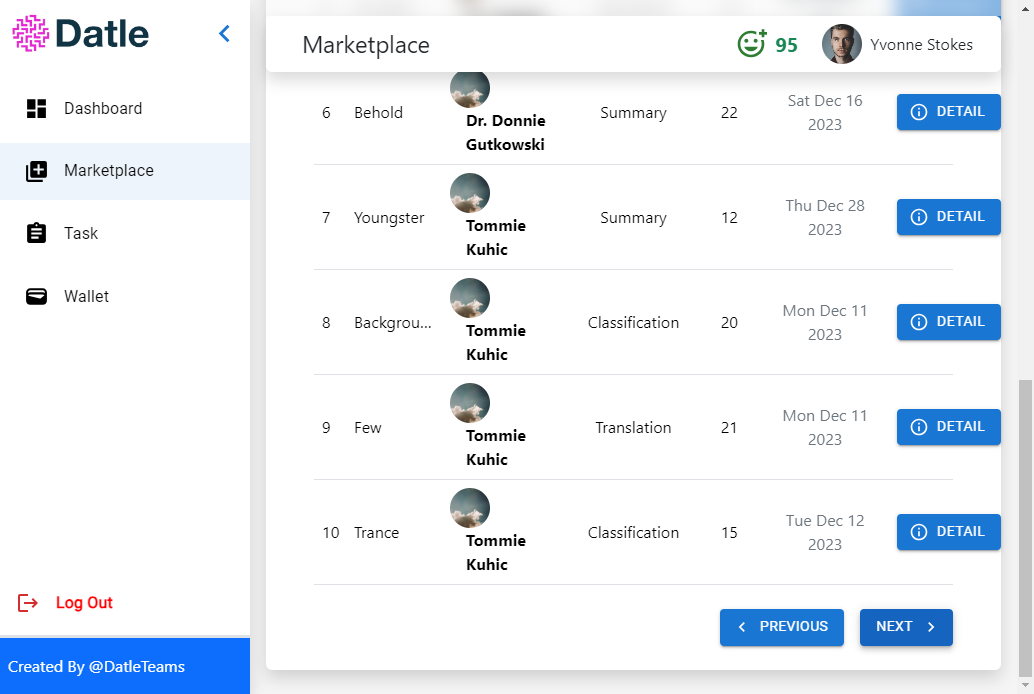 Datle
Marketplace
95
Yvonne Stokes
Dashboard
Marketplace
Task
Wallet
Log Out
Created By @DatleTeams
6 Behold Dr. Donnie Gutkowski Summary 22 Sat Dec 16 2023 DETAIL
7 Youngster Tommie Kuhic Summary 12 Thu Dec 28 2023 DETAIL
8 Backgrou... Tommie Kuhic Classification 20 Mon Dec 11 2023 DETAIL
9 Few Tommie Kuhic Translation 21 Mon Dec 11 2023 DETAIL
10 Trance Tommie Kuhic Classification 15 Tue Dec 12 2023 DETAIL
PREVIOUS NEXT